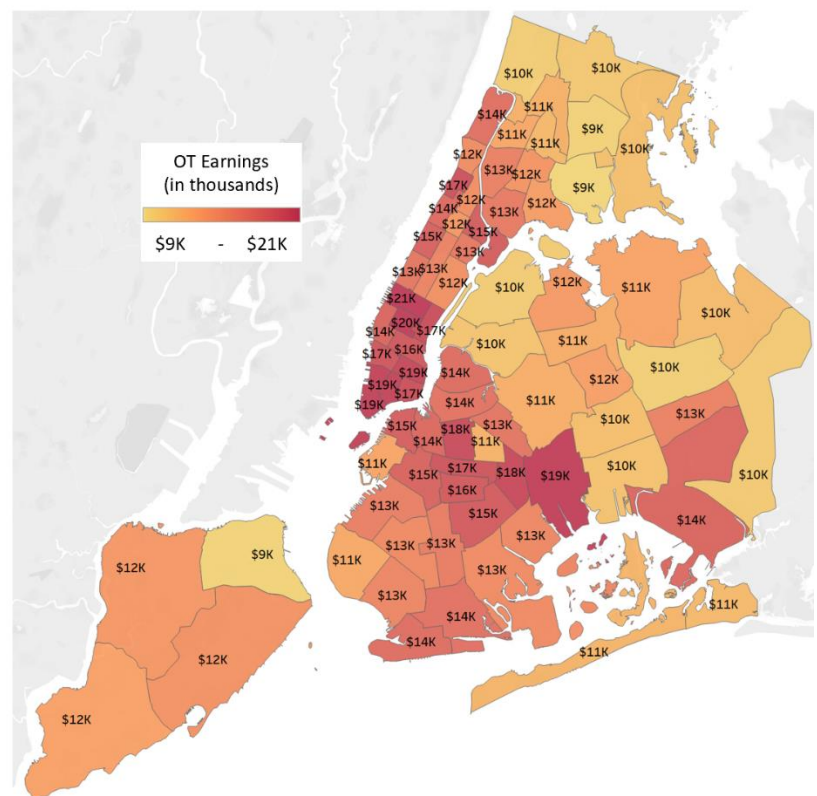 $10K
$10K
$14K
$11K
$11K
$9K
OT Earnings
(in thousands)
$9K - $21K
$11K
$10K
$12K
$13K
$12K
$17K
$12K
$9K
$14K
$13K
$12K
$12K
$15K
$15K
$13K
$13K
$13K
$12K
$12K
$10K
$11K
$10K
$21K
$20K
$17K
$14K
$16K
$10K
$11K
$17K
$19K
$14K
$12K
$10K
$19K
$17K
$14K
$11K
$19K
$15K
$18K
$13K
$10K
$13K
$14K
$11K
$11K
$17K
$18K
$15K
$16K
$19K
$10K
$10K
$13K
$15K
$14K
$9K
$13K
$13K
$13K
$11K
$12K
$13K
$13K
$11K
$14K
$14K
$11K
$12K
$12K